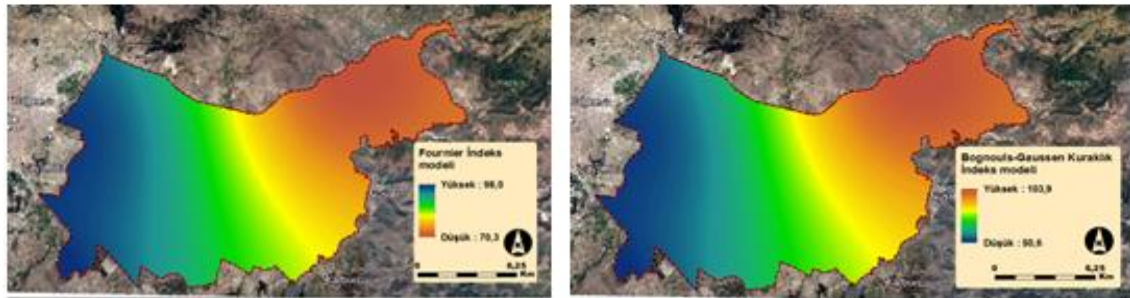 Fournier İndeks
modeli
Yüksek : 98,0
Düşük : 70,3
0 6,25
Km
Bognouls-Gaussen Kuraklık
İndeks modeli
Yüksek : 103,9
Düşük : 50,6
0 6,25
Km